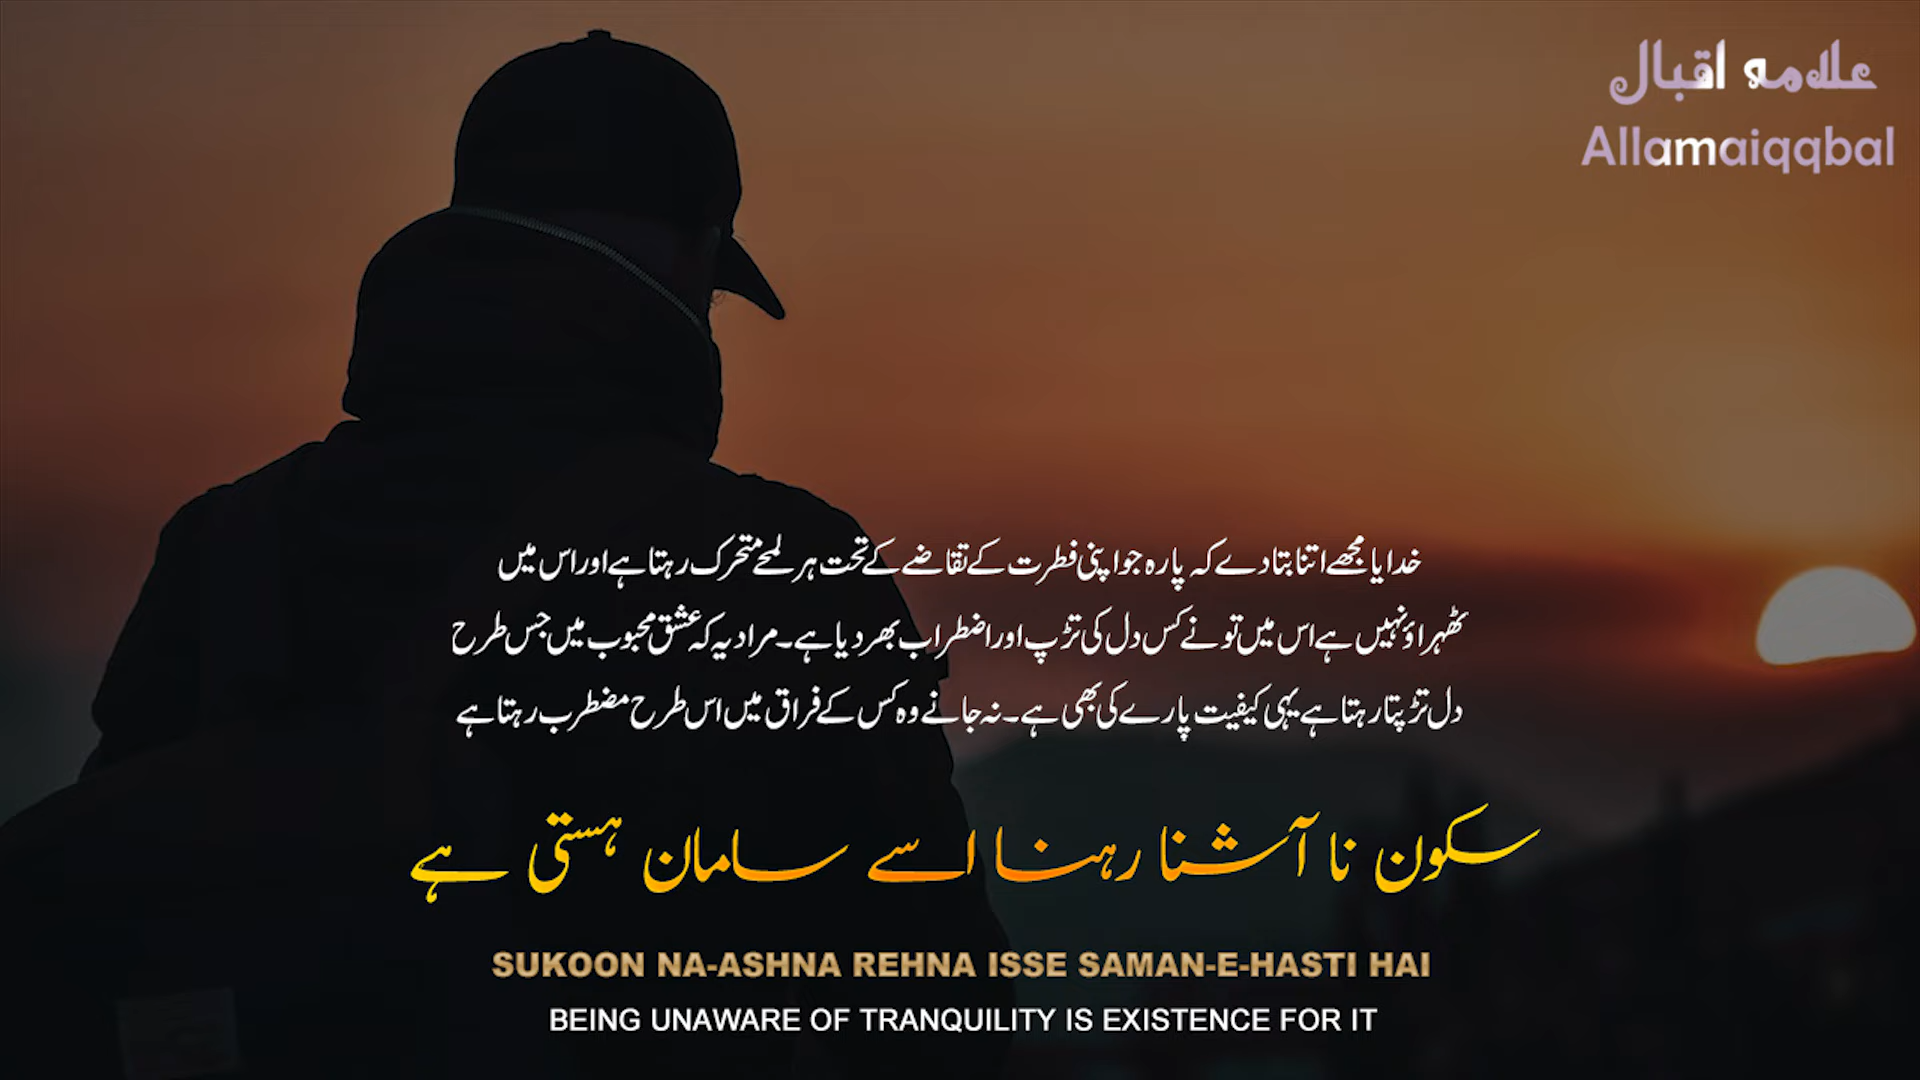 علامہ اقبال
Allamaiqqbal
خدایا مجھے اتنا بتا دے کہ پارہ جو اپنی فطرت کے تقاضے کے تحت ہر لمحے متحرک رہتا ہے اور اس میں
ٹھہراؤ نہیں ہے اس میں تو نے کس دل کی تڑپ اور اضطراب بھر دیا ہے۔ مراد یہ کہ عشق محبوب میں جس طرح
دل تڑپتا رہتا ہے یہی کیفیت پارے کی بھی ہے۔ نہ جانے وہ کس کے فراق میں اس طرح مضطرب رہتا ہے
سکون نا آشنا رہنا اسے سامان ہستی ہے
SUKOON NA-ASHNA REHNA ISSE SAMAN-E-HASTI HAI
BEING UNAWARE OF TRANQUILITY IS EXISTENCE FOR IT